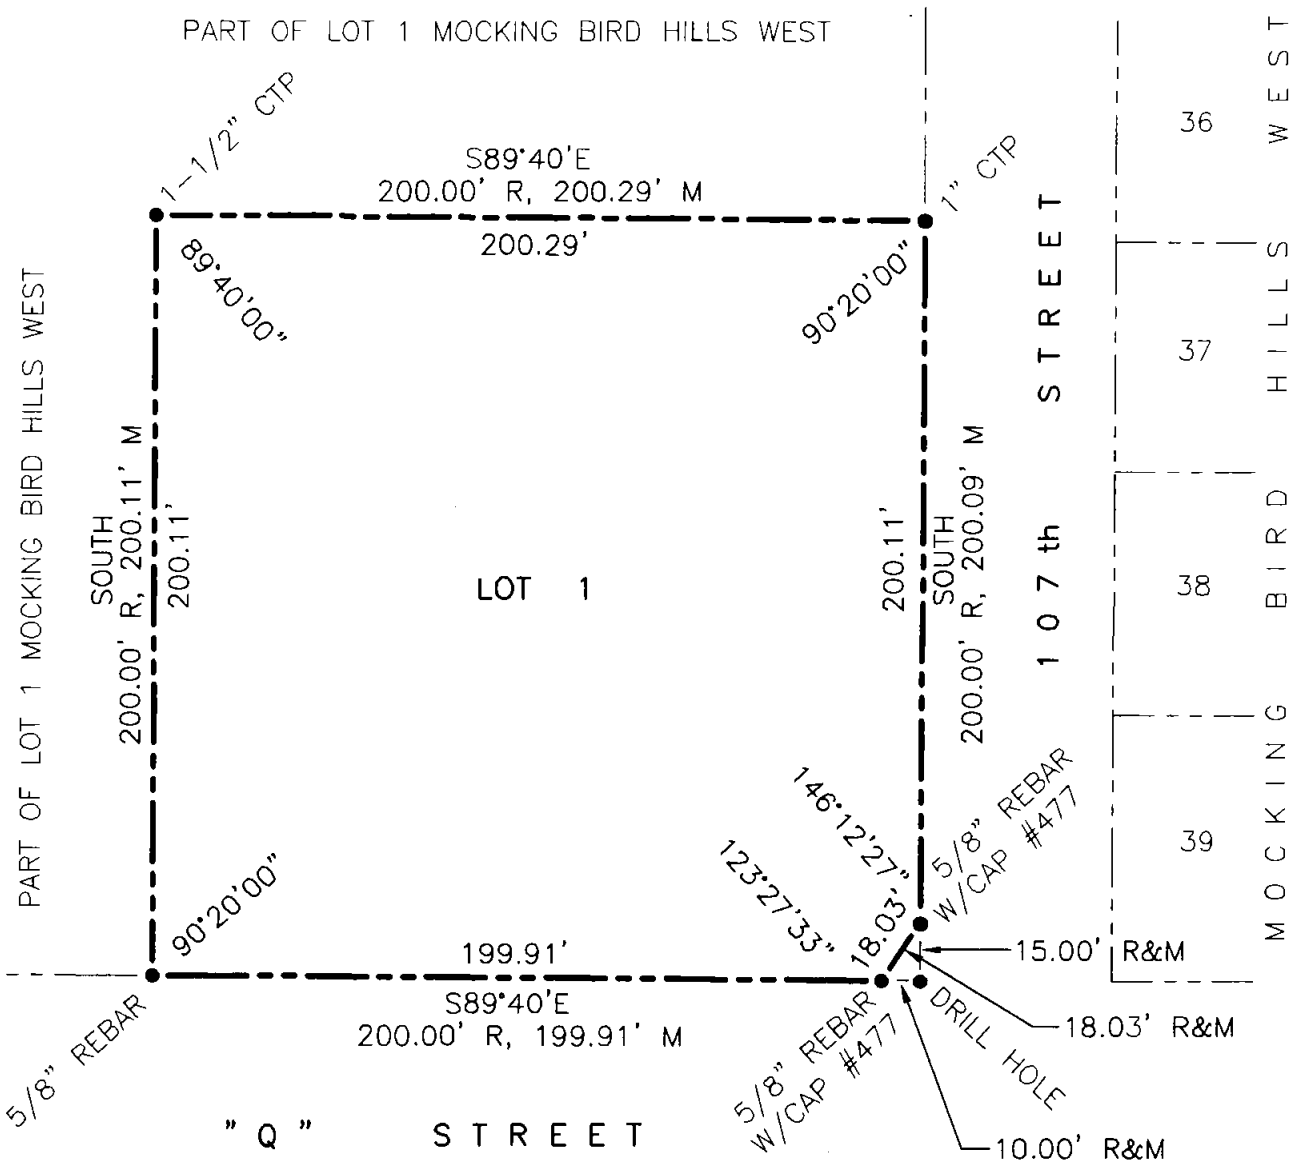 PART OF LOT 1 MOCKING BIRD HILLS WEST
1-1/2" CTP
S89°40'E
200.00' R, 200.29' M
200.29'
1" CTP
89°40'00"
90°20'00"
PART OF LOT 1 MOCKING BIRD HILLS WEST
SOUTH
200.00' R, 200.11' M
200.11'
LOT 1
200.11'
SOUTH
200.00' R, 200.09' M
107th STREET
36
37
38
39
MOCKING BIRD HILLS WEST
146°12'27"
123°27'33"
90°20'00"
18.03'
5/8" REBAR
W/CAP #477
15.00' R&M
199.91'
S89°40'E
200.00' R, 199.91' M
5/8" REBAR
5/8" REBAR
W/CAP #477
DRILL HOLE
18.03' R&M
10.00' R&M
"Q" STREET